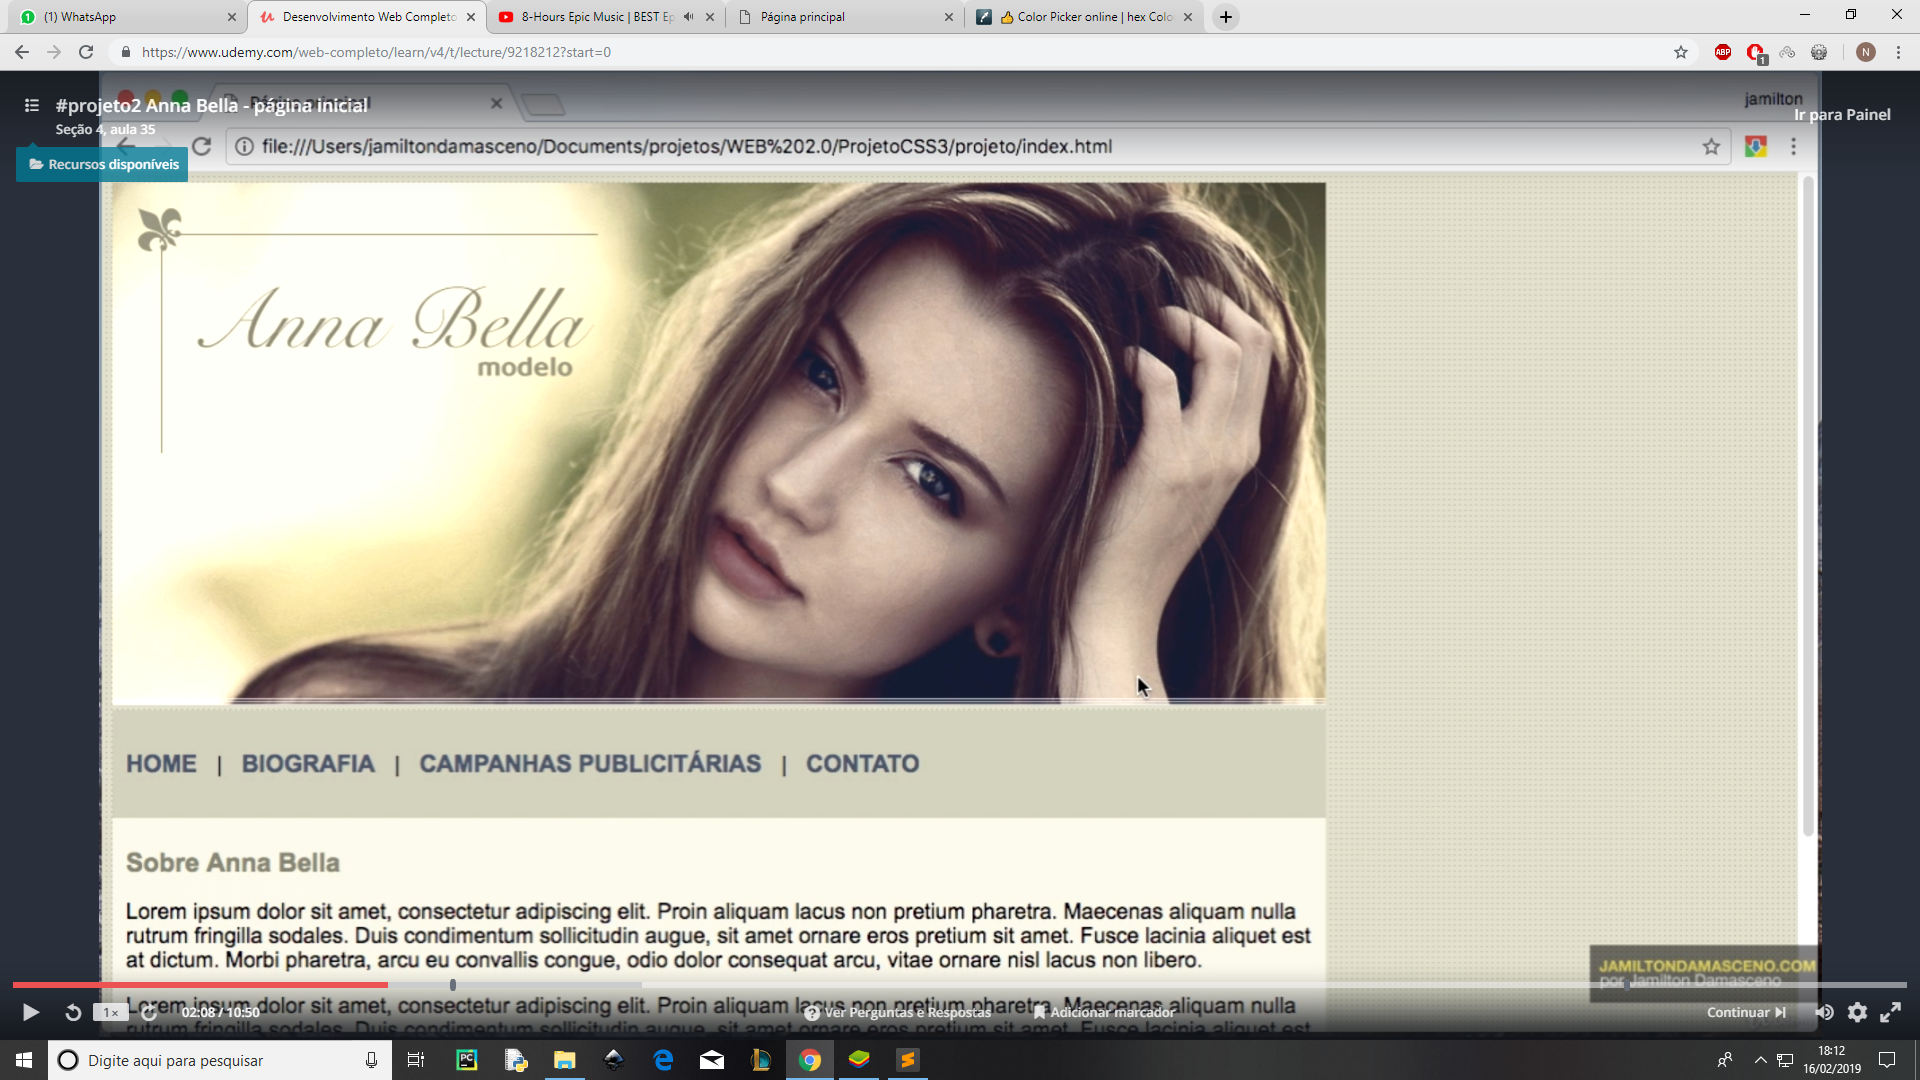 (1) WhatsApp
Desenvolvimento Web Completo
8-Hours Epic Music | BEST Ep
Página principal
Color Picker online | hex Colo
https://www.udemy.com/web-completo/learn/v4/t/lecture/9218212?start=0
ABP
1
N
#projeto2 Anna Bella - página inicial
jamilton
Seção 4, aula 35
Ir para Painel
file:///Users/jamiltondamasceno/Documents/projetos/WEB%202.0/ProjetoCSS3/projeto/index.html
Recursos disponíveis
Anna Bella
modelo
HOME | BIOGRAFIA | CAMPANHAS PUBLICITÁRIAS | CONTATO
Sobre Anna Bella
Lorem ipsum dolor sit amet, consectetur adipiscing elit. Proin aliquam lacus non pretium pharetra. Maecenas aliquam nulla
rutrum fringilla sodales. Duis condimentum sollicitudin augue, sit amet ornare eros pretium sit amet. Fusce lacinia aliquet est
at dictum. Morbi pharetra, arcu eu convallis congue, odio dolor consequat arcu, vitae ornare nisl lacus non libero.
JAMILTONDAMASCENO.COM
por Jamilton Damasceno
Lorem ipsum dolor sit amet, consectetur adipiscing elit. Proin aliquam lacus non pretium pharetra. Maecenas aliquam nulla
rutrum fringilla sodales. Duis condimentum sollicitudin augue, sit amet ornare eros pretium sit amet. Fusce lacinia aliquet est
1×
02:08 / 10:50
Ver Perguntas e Respostas
Adicionar marcador
Continuar
Digite aqui para pesquisar
PC
18:12
16/02/2019